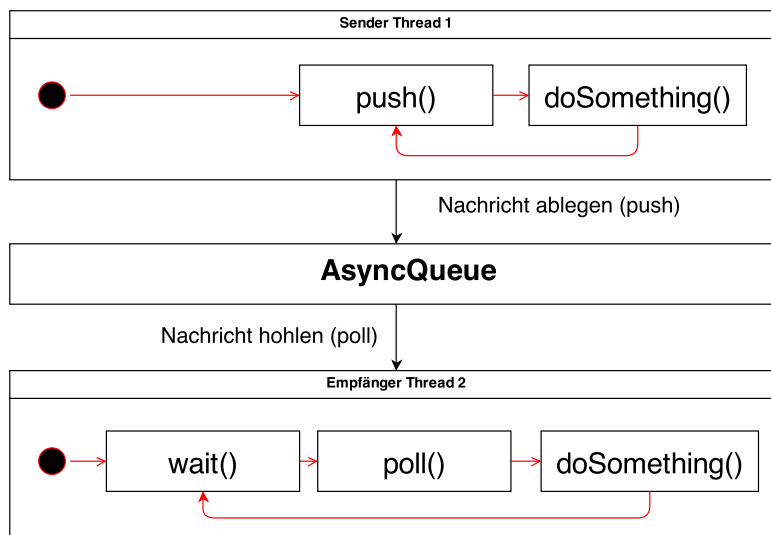 Sender Thread 1
push()
doSomething()
Nachricht ablegen (push)
AsyncQueue
Nachricht hohlen (poll)
Empfänger Thread 2
wait()
poll()
doSomething()